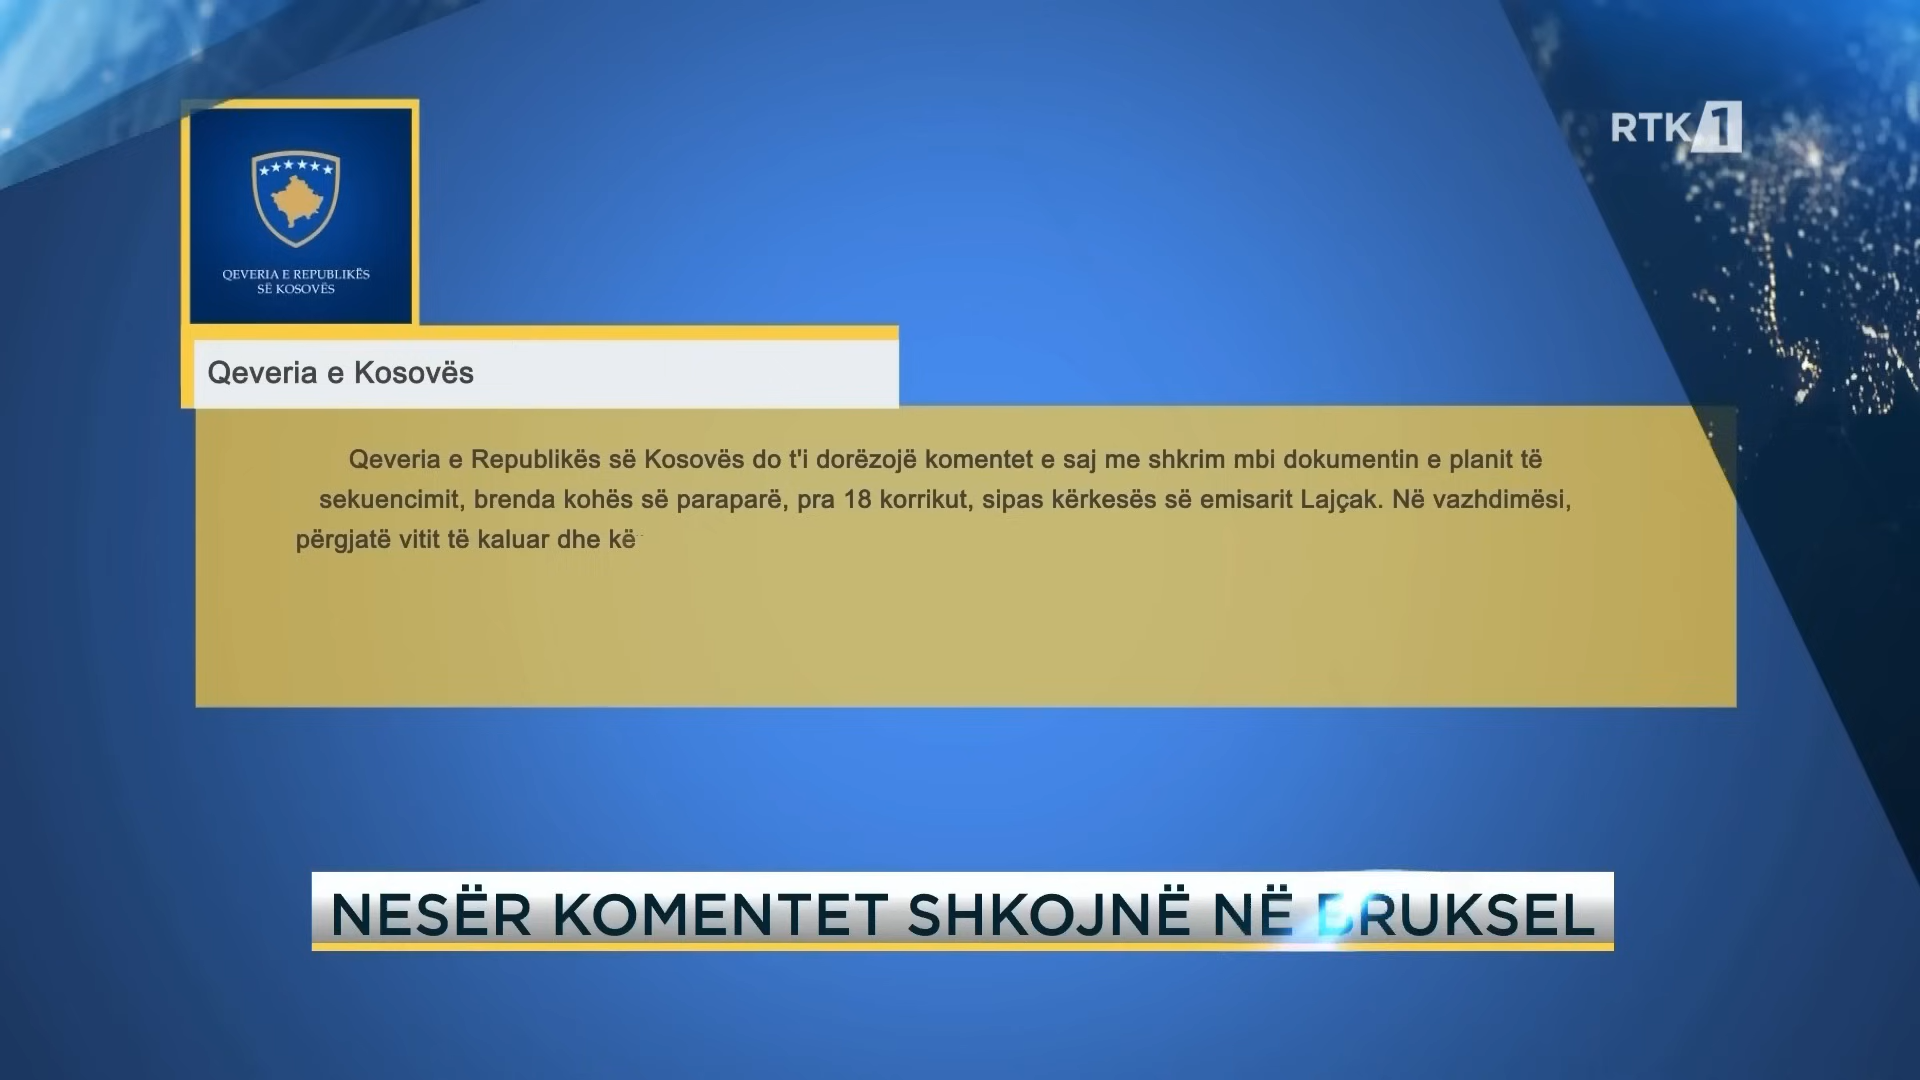 RTK1
QEVERIA E REPUBLIKËS
SË KOSOVËS
Qeveria e Kosovës
Qeveria e Republikës së Kosovës do t'i dorëzojë komentet e saj me shkrim mbi dokumentin e planit të
sekuencimit, brenda kohës së paraparë, pra 18 korrikut, sipas kërkesës së emisarit Lajçak. Në vazhdimësi,
përgjatë vitit të kaluar dhe kë
NESËR KOMENTET SHKOJNË NË BRUKSEL